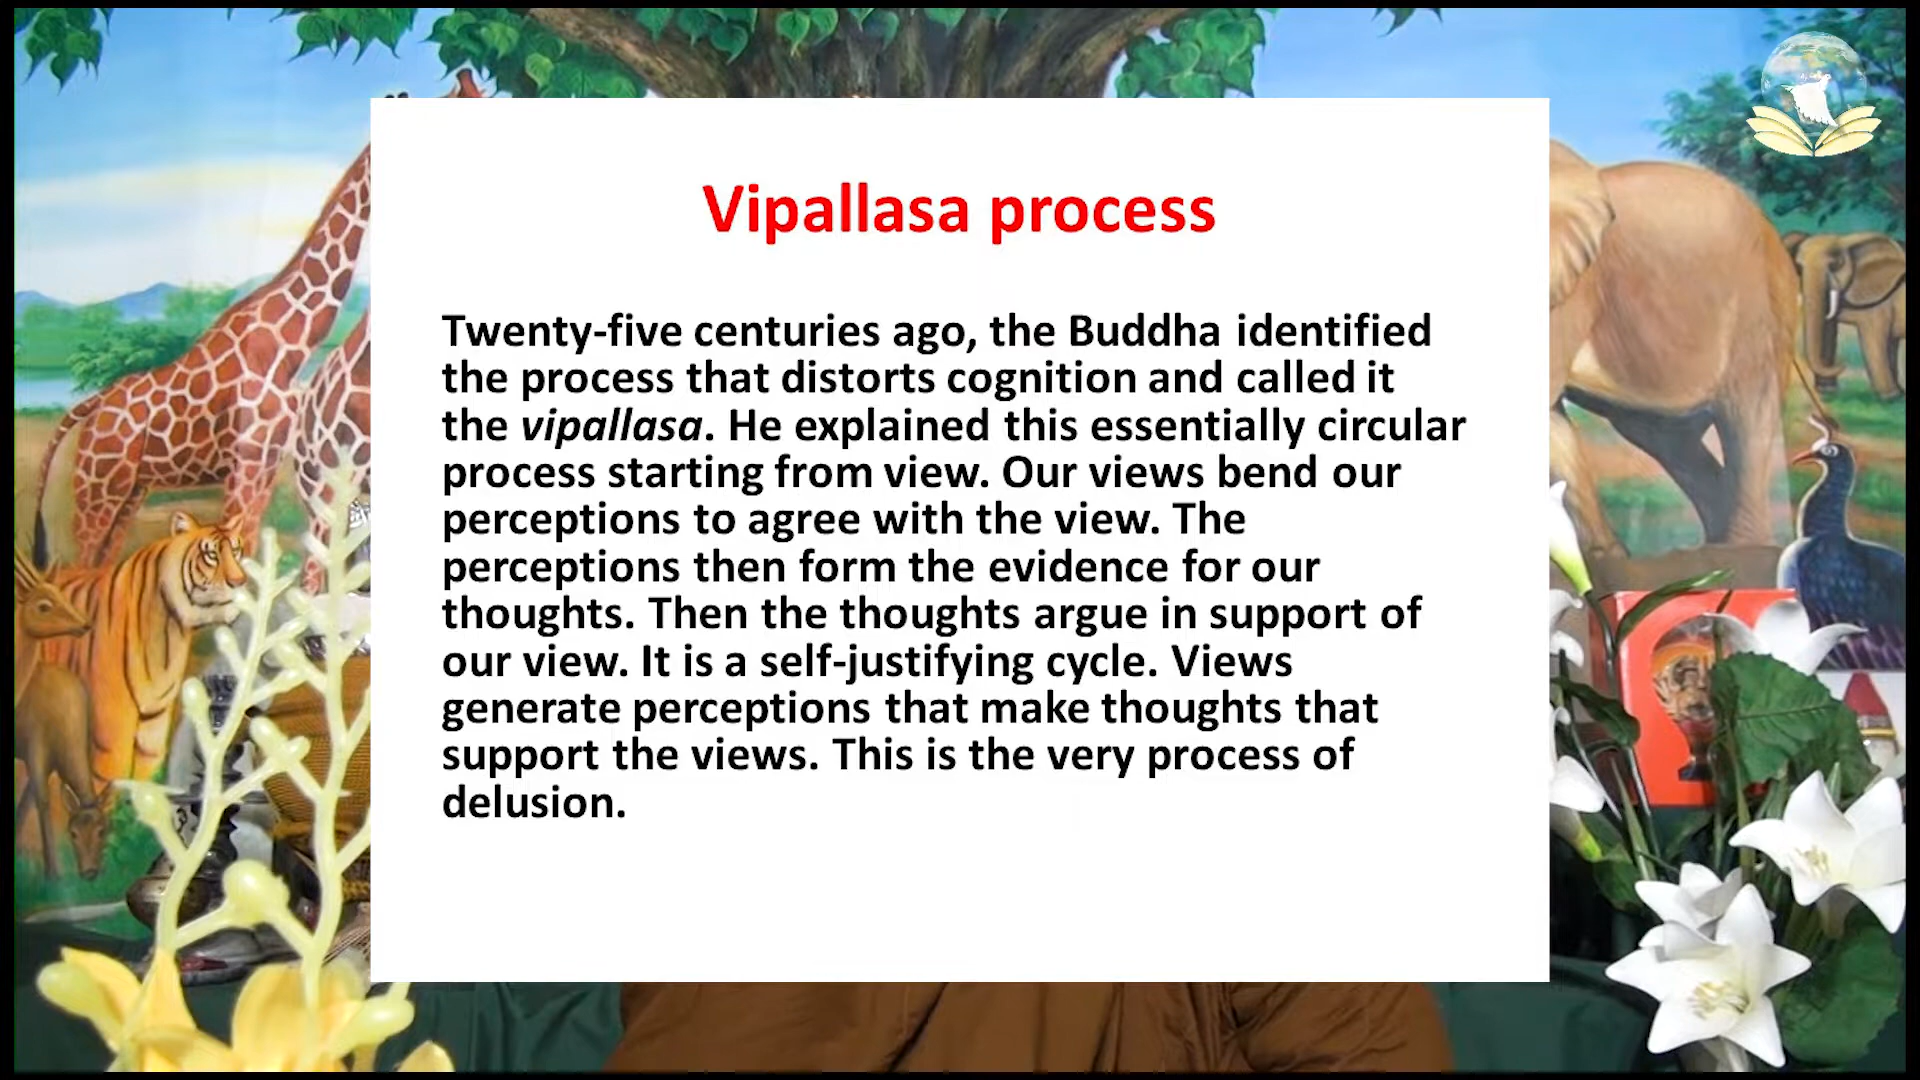 Vipallasa process
Twenty-five centuries ago, the Buddha identified
the process that distorts cognition and called it
the vipallasa. He explained this essentially circular
process starting from view. Our views bend our
perceptions to agree with the view. The
perceptions then form the evidence for our
thoughts. Then the thoughts argue in support of
our view. It is a self-justifying cycle. Views
generate perceptions that make thoughts that
support the views. This is the very process of
delusion.